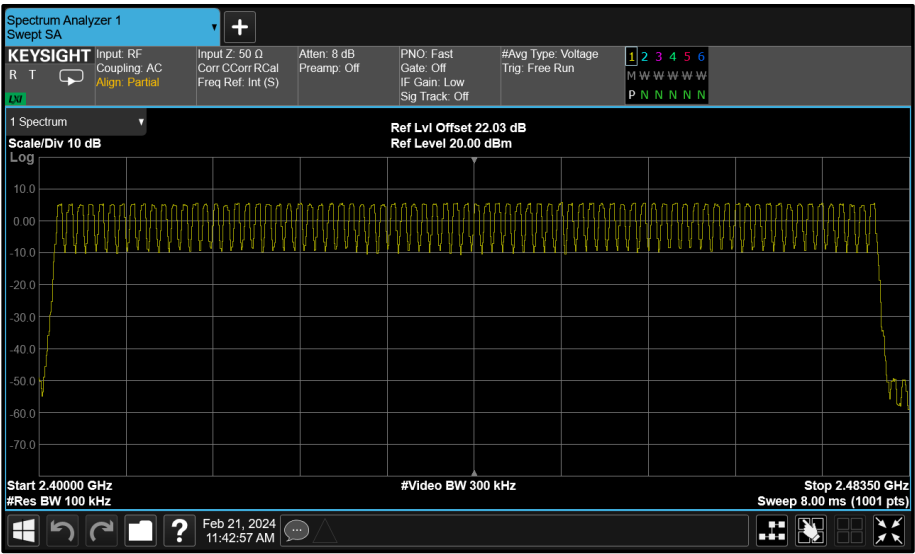 Spectrum Analyzer 1
Swept SA
+
KEYSIGHT
R T
LXI
Input: RF
Coupling: AC
Align: Partial
Input Z: 50 Ω
Corr CCorr RCal
Freq Ref: Int (S)
Atten: 8 dB
Preamp: Off
PNO: Fast
Gate: Off
IF Gain: Low
Sig Track: Off
#Avg Type: Voltage
Trig: Free Run
1 2 3 4 5 6
M W W W W W
P N N N N N
1 Spectrum
Scale/Div 10 dB
Ref Lvl Offset 22.03 dB
Ref Level 20.00 dBm
Log
10.0
0.00
-10.0
-20.0
-30.0
-40.0
-50.0
-60.0
-70.0
Start 2.40000 GHz
#Res BW 100 kHz
#Video BW 300 kHz
Stop 2.48350 GHz
Sweep 8.00 ms (1001 pts)
?
Feb 21, 2024
11:42:57 AM